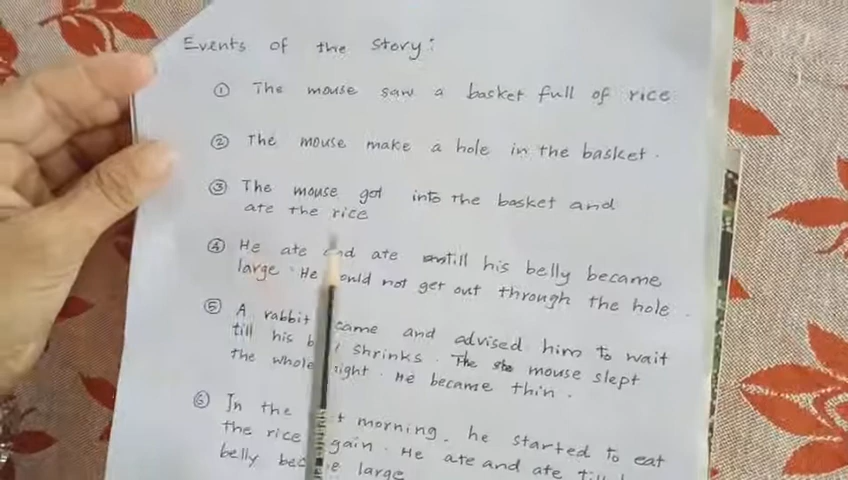 Events of the Story:
① The mouse saw a basket full of rice
② The mouse make a hole in the basket.
③ The mouse got into the basket and
ate the rice
④ He ate and ate till his belly became
large. He could not get out through the hole.
⑤ A rabbit came and advised him to wait
till his shrinks. The mouse slept
the whole night. He became thin.
⑥ In the morning, he started to eat
the rice again. He ate and ate till
belly large